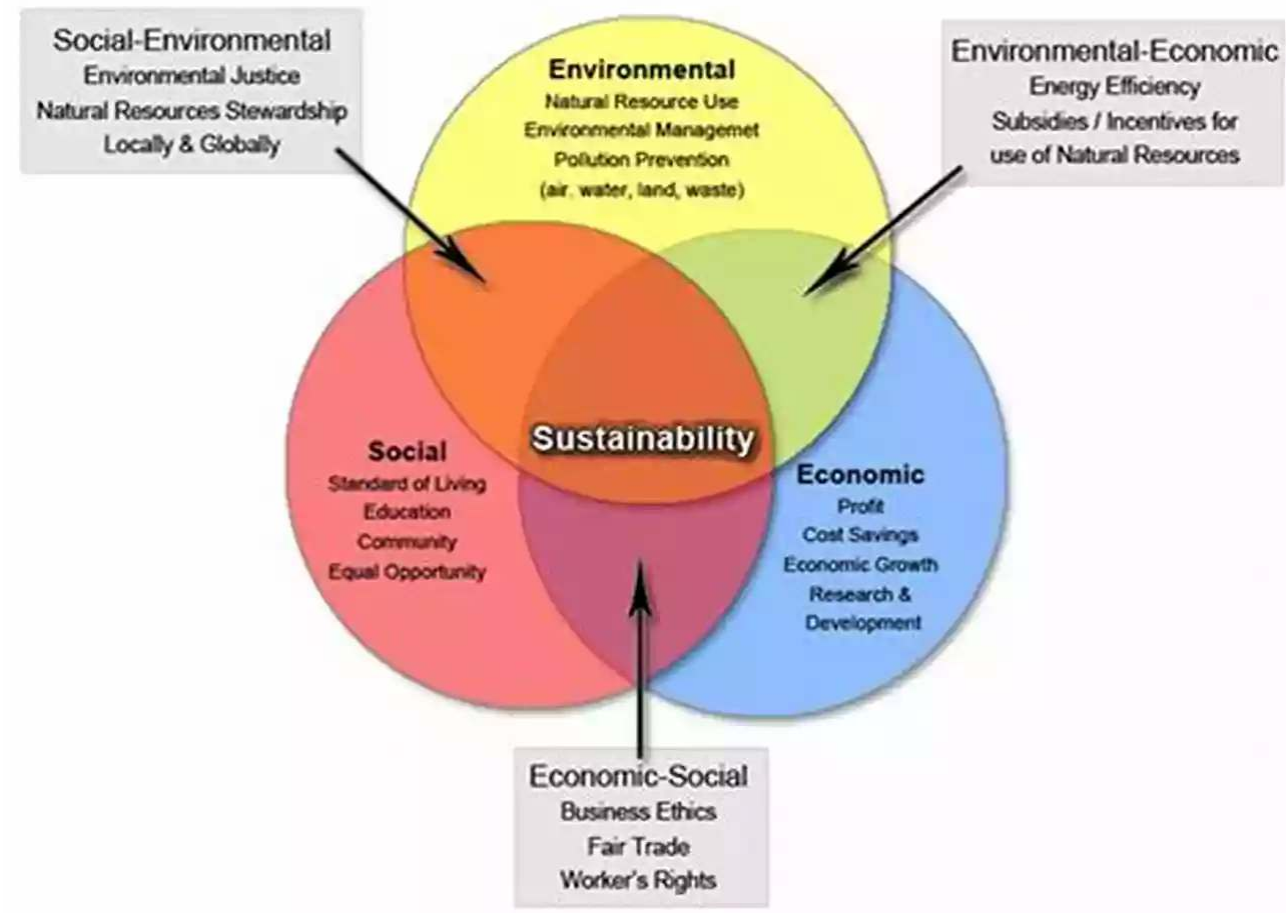 Social-Environmental
Environmental Justice
Natural Resources Stewardship
Locally & Globally
Environmental
Natural Resource Use
Environmental Managemet
Pollution Prevention
(air. water, land, waste)
Environmental-Economic
Energy Efficiency
Subsidies / Incentives for
use of Natural Resources
Sustainability
Social
Standard of Living
Education
Community
Equal Opportunity
Economic
Profit
Cost Savings
Economic Growth
Research &
Development
Economic-Social
Business Ethics
Fair Trade
Worker's Rights